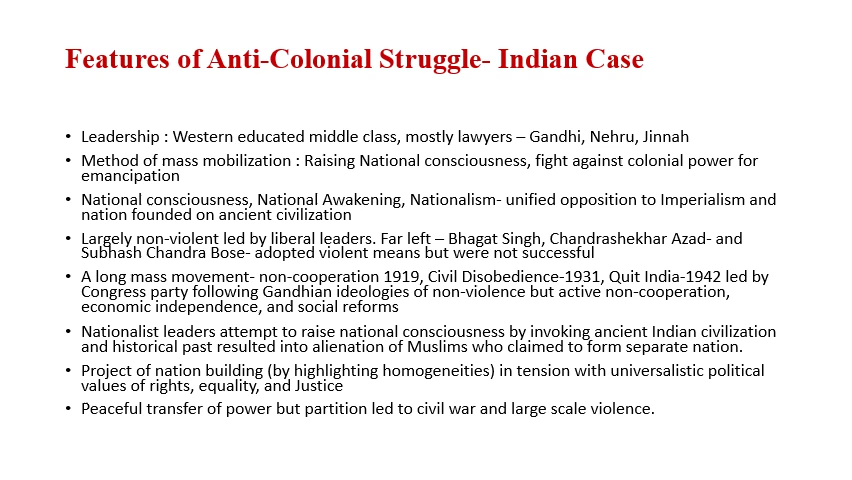 Features of Anti-Colonial Struggle- Indian Case
• Leadership : Western educated middle class, mostly lawyers – Gandhi, Nehru, Jinnah
• Method of mass mobilization : Raising National consciousness, fight against colonial power for
emancipation
• National consciousness, National Awakening, Nationalism- unified opposition to Imperialism and
nation founded on ancient civilization
• Largely non-violent led by liberal leaders. Far left – Bhagat Singh, Chandrashekhar Azad- and
Subhash Chandra Bose- adopted violent means but were not successful
• A long mass movement- non-cooperation 1919, Civil Disobedience-1931, Quit India-1942 led by
Congress party following Gandhian ideologies of non-violence but active non-cooperation,
economic independence, and social reforms
• Nationalist leaders attempt to raise national consciousness by invoking ancient Indian civilization
and historical past resulted into alienation of Muslims who claimed to form separate nation.
• Project of nation building (by highlighting homogeneities) in tension with universalistic political
values of rights, equality, and Justice
• Peaceful transfer of power but partition led to civil war and large scale violence.